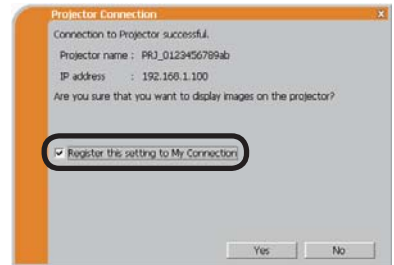 Projector Connection
Connection to Projector successful.
Projector name : PRJ_0123456789ab
IP address : 192.168.1.100
Are you sure that you want to display images on the projector?
Register this setting to My Connection
Yes No